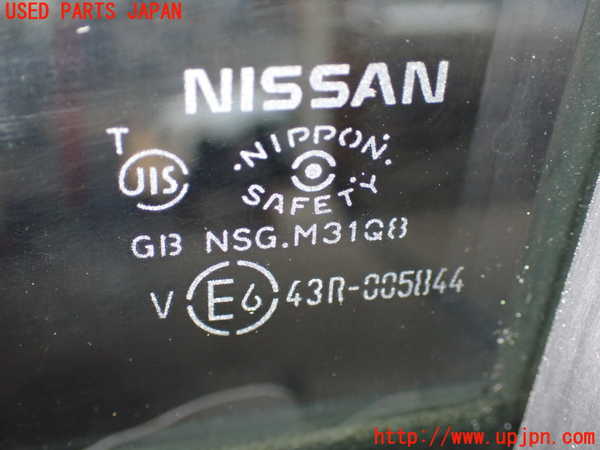 USED PARTS JAPAN
NISSAN
T
JIS
·NIPPON·
SAFETY
GB NSG.M31Q8
V E6 43R-005844
http://www.upjpn.com